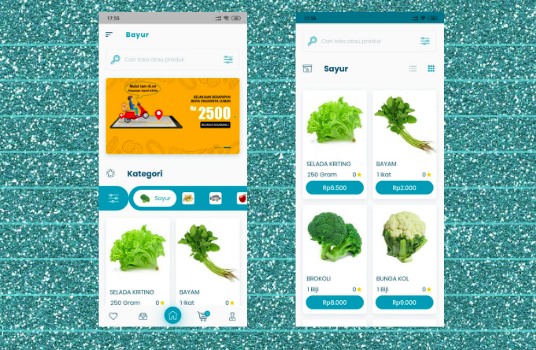 17:55
Bayur
Cari toko atau produk
Rp
2500
Kategori
Sayur
SELADA KRITING
250 Gram 0
BAYAM
1 Ikat 0
17:55
Cari toko atau produk
Sayur
SELADA KRITING
250 Gram 0
Rp6.500
BAYAM
1 Ikat 0
Rp2.000
BROKOLI
1 Biji 0
Rp8.000
BUNGA KOL
1 Biji 0
Rp9.000